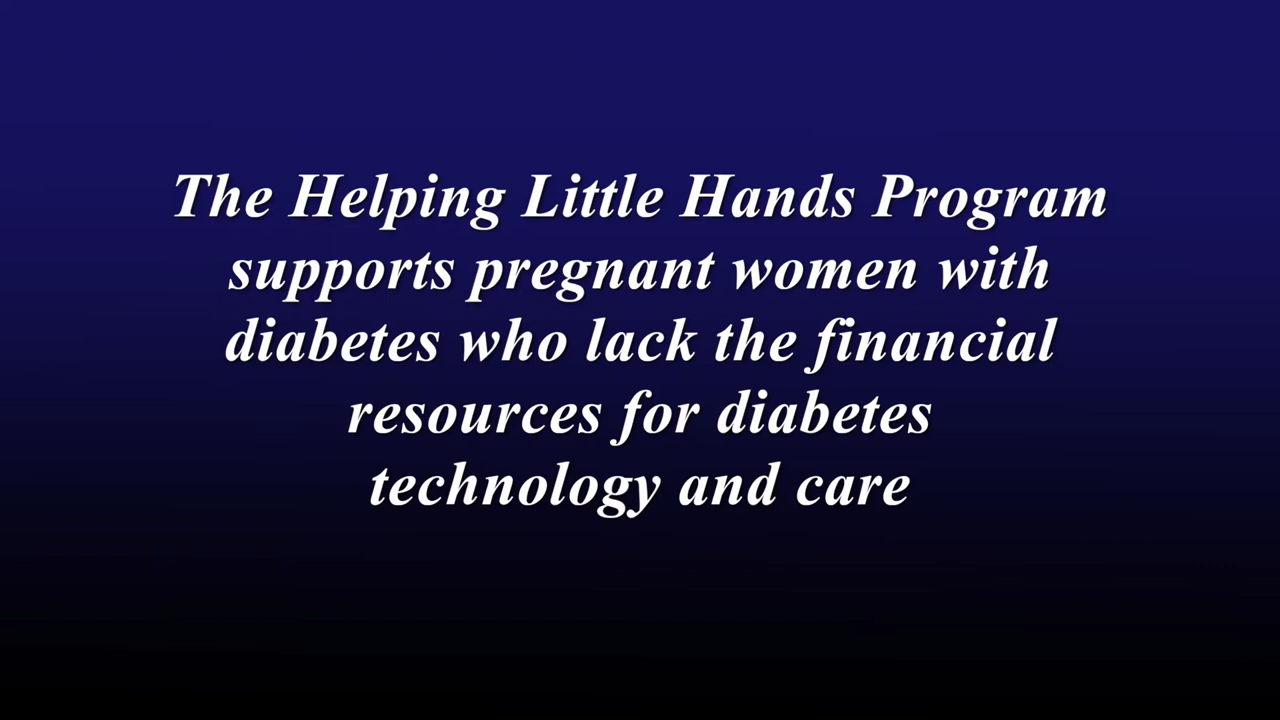 The Helping Little Hands Program
supports pregnant women with
diabetes who lack the financial
resources for diabetes
technology and care